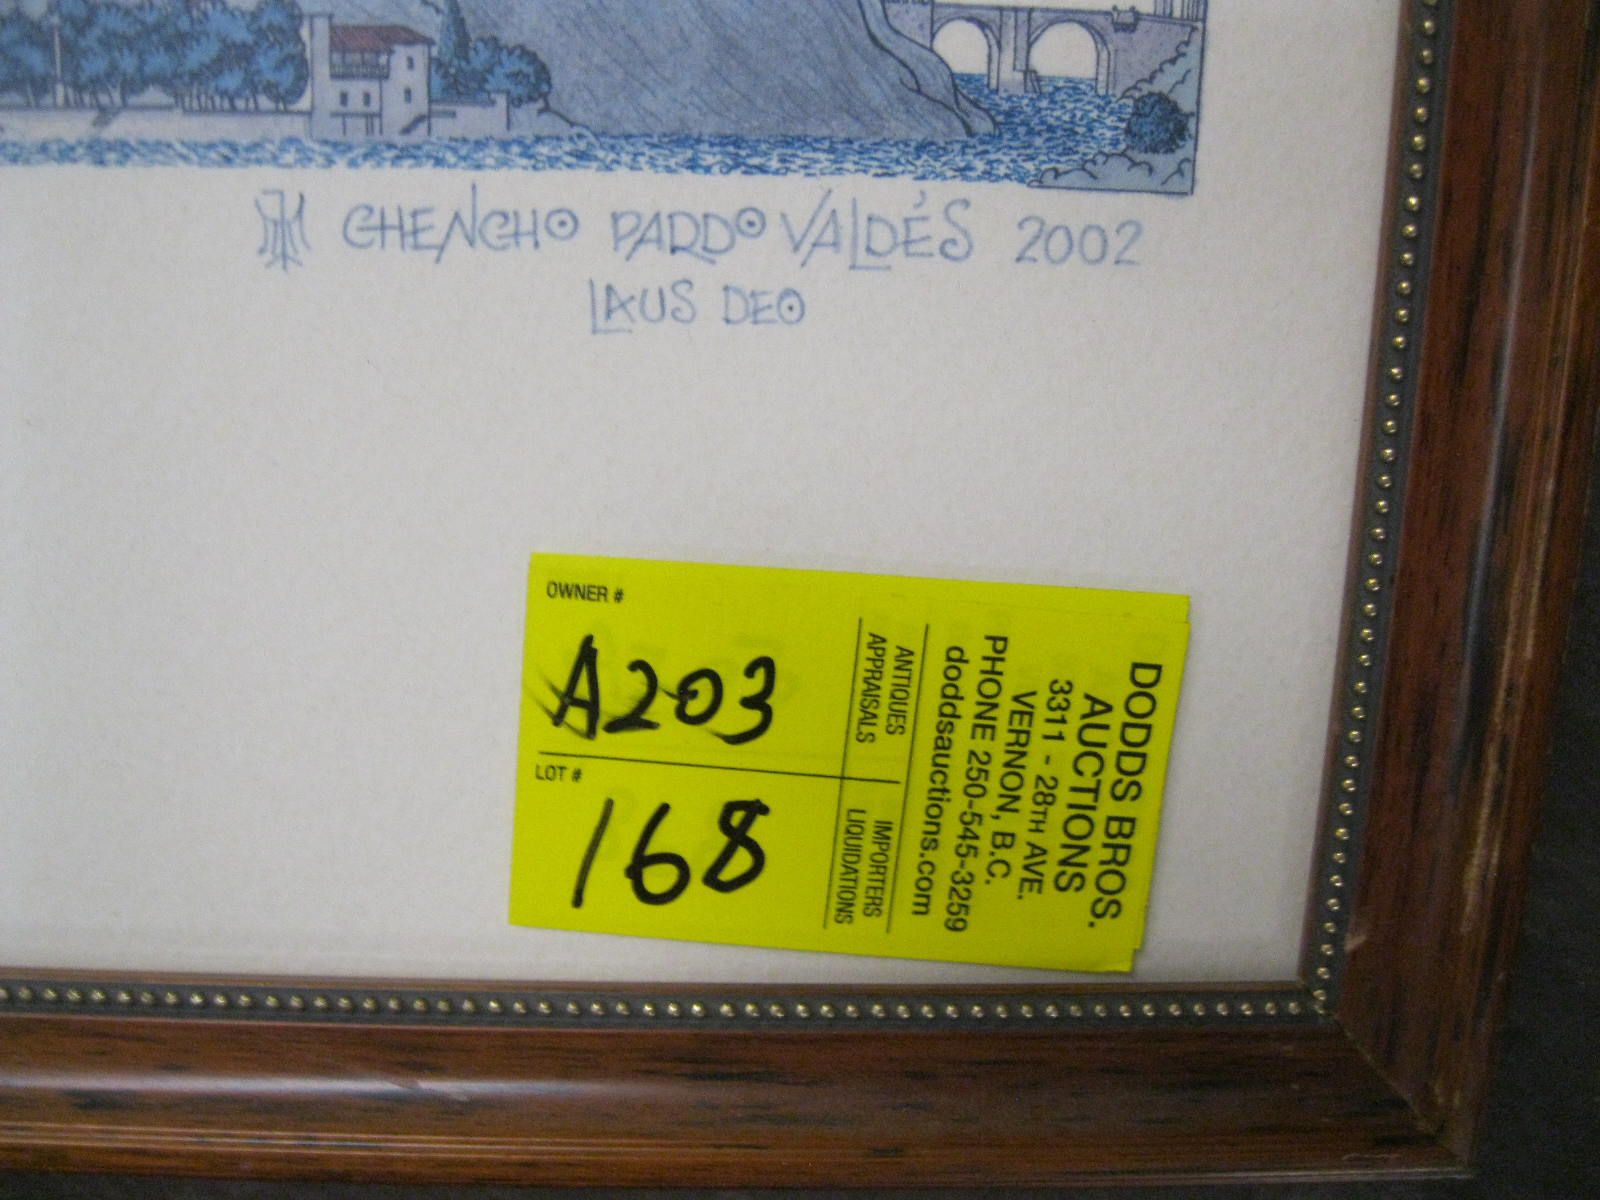 CHENCHO PARDO VALDÉS 2002
LAUS DEO
OWNER #
A203
LOT #
168
ANTIQUES
APPRAISALS
IMPORTERS
LIQUIDATIONS
DODDS BROS.
AUCTIONS
3311 - 28TH AVE.
VERNON, B.C.
PHONE 250-545-3259
doddsauctions.com